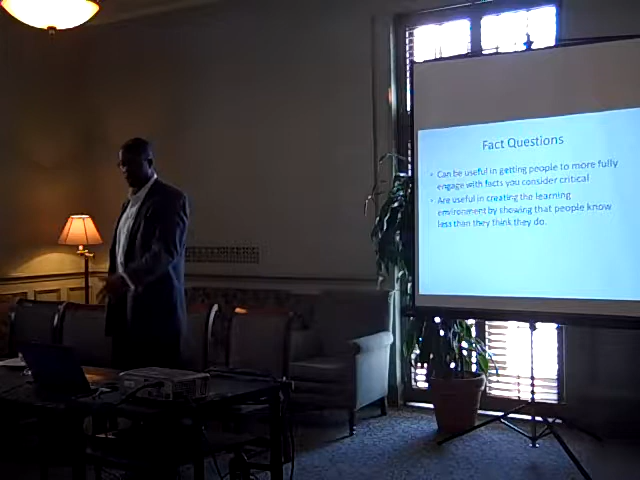 Fact Questions
• Can be useful in getting people to more fully
engage with facts you consider critical
• Are useful in creating the learning
environment by showing that people know
less than they think they do.